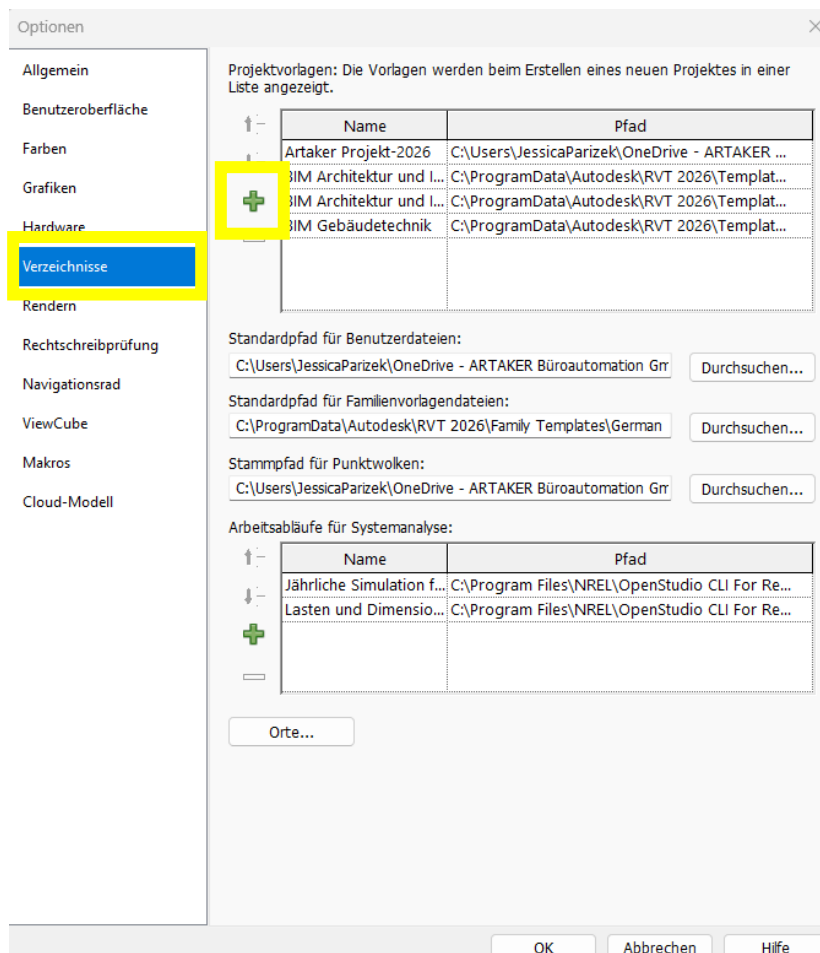 Optionen
Allgemein
Benutzeroberfläche
Farben
Grafiken
Hardware
Verzeichnisse
Rendern
Rechtschreibprüfung
Navigationsrad
ViewCube
Makros
Cloud-Modell
Projektvorlagen: Die Vorlagen werden beim Erstellen eines neuen Projektes in einer
Liste angezeigt.
Name Pfad
Artaker Projekt-2026 C:\Users\JessicaParizek\OneDrive - ARTAKER ...
BIM Architektur und I... C:\ProgramData\Autodesk\RVT 2026\Templat...
BIM Architektur und I... C:\ProgramData\Autodesk\RVT 2026\Templat...
BIM Gebäudetechnik C:\ProgramData\Autodesk\RVT 2026\Templat...
Standardpfad für Benutzerdateien:
C:\Users\JessicaParizek\OneDrive - ARTAKER Büroautomation Gm Durchsuchen...
Standardpfad für Familienvorlagendateien:
C:\ProgramData\Autodesk\RVT 2026\Family Templates\German Durchsuchen...
Stammpfad für Punktwolken:
C:\Users\JessicaParizek\OneDrive - ARTAKER Büroautomation Gm Durchsuchen...
Arbeitsabläufe für Systemanalyse:
Name Pfad
Jährliche Simulation f... C:\Program Files\NREL\OpenStudio CLI For Re...
Lasten und Dimensio... C:\Program Files\NREL\OpenStudio CLI For Re...
Orte...
OK Abbrechen Hilfe